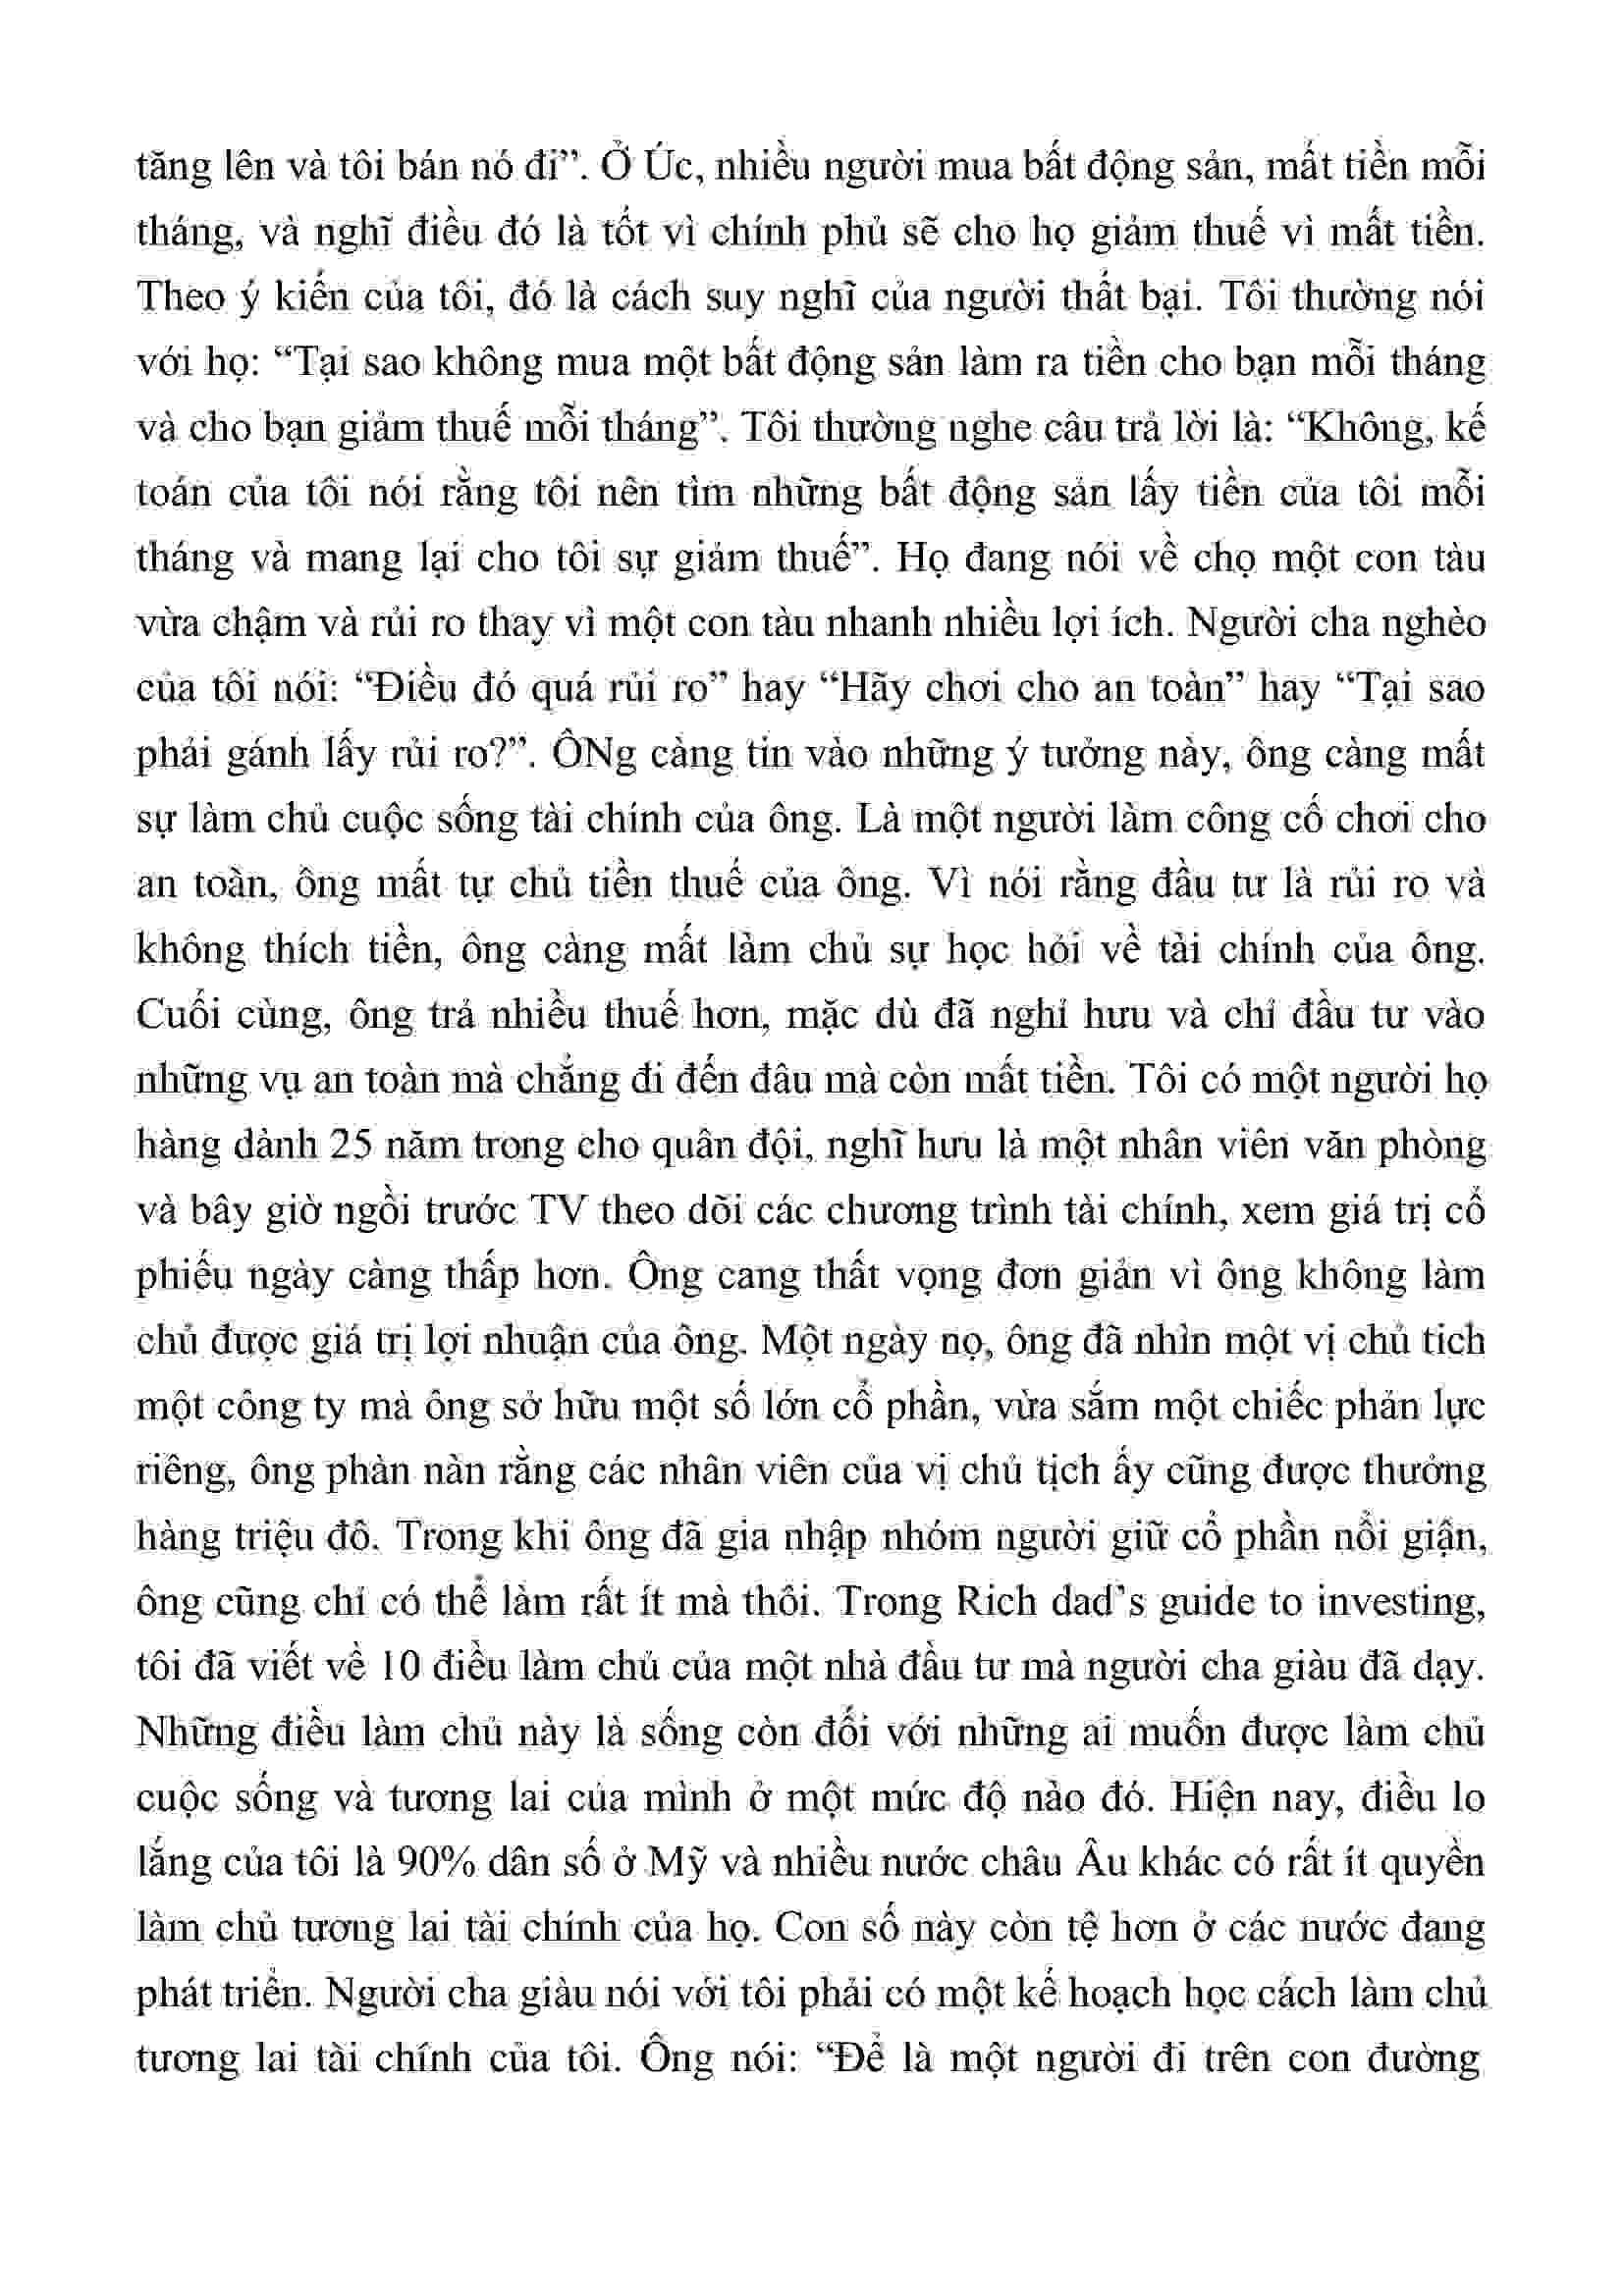 tăng lên và tôi bán nó đi”. Ở Úc, nhiều người mua bất động sản, mất tiền mỗi
tháng, và nghĩ điều đó là tốt vì chính phủ sẽ cho họ giảm thuế vì mất tiền.
Theo ý kiến của tôi, đó là cách suy nghĩ của người thất bại. Tôi thường nói
với họ: “Tại sao không mua một bất động sản làm ra tiền cho bạn mỗi tháng
và cho bạn giảm thuế mỗi tháng”. Tôi thường nghe câu trả lời là: “Không, kế
toán của tôi nói rằng tôi nên tìm những bất động sản lấy tiền của tôi mỗi
tháng và mang lại cho tôi sự giảm thuế”. Họ đang nói về chọ một con tàu
vừa chậm và rủi ro thay vì một con tàu nhanh nhiều lợi ích. Người cha nghèo
của tôi nói: “Điều đó quá rủi ro” hay “Hãy chơi cho an toàn” hay “Tại sao
phải gánh lấy rủi ro?”. ÔNg càng tin vào những ý tưởng này, ông càng mất
sự làm chủ cuộc sống tài chính của ông. Là một người làm công cố chơi cho
an toàn, ông mất tự chủ tiền thuế của ông. Vì nói rằng đầu tư là rủi ro và
không thích tiền, ông càng mất làm chủ sự học hỏi về tài chính của ông.
Cuối cùng, ông trả nhiều thuế hơn, mặc dù đã nghỉ hưu và chỉ đầu tư vào
những vụ an toàn mà chẳng đi đến đâu mà còn mất tiền. Tôi có một người họ
hàng dành 25 năm trong cho quân đội, nghĩ hưu là một nhân viên văn phòng
và bây giờ ngồi trước TV theo dõi các chương trình tài chính, xem giá trị cổ
phiếu ngày càng thấp hơn. Ông cang thất vọng đơn giản vì ông không làm
chủ được giá trị lợi nhuận của ông. Một ngày nọ, ông đã nhìn một vị chủ tich
một công ty mà ông sở hữu một số lớn cổ phần, vừa sắm một chiếc phản lực
riêng, ông phàn nàn rằng các nhân viên của vị chủ tịch ấy cũng được thưởng
hàng triệu đô. Trong khi ông đã gia nhập nhóm người giữ cổ phần nổi giận,
ông cũng chỉ có thể làm rất ít mà thôi. Trong Rich dad’s guide to investing,
tôi đã viết về 10 điều làm chủ của một nhà đầu tư mà người cha giàu đã dạy.
Những điều làm chủ này là sống còn đối với những ai muốn được làm chủ
cuộc sống và tương lai của mình ở một mức độ nào đó. Hiện nay, điều lo
lắng của tôi là 90% dân số ở Mỹ và nhiều nước châu Âu khác có rất ít quyền
làm chủ tương lai tài chính của họ. Con số này còn tệ hơn ở các nước đang
phát triển. Người cha giàu nói với tôi phải có một kế hoạch học cách làm chủ
tương lai tài chính của tôi. Ông nói: “Để là một người đi trên con đường